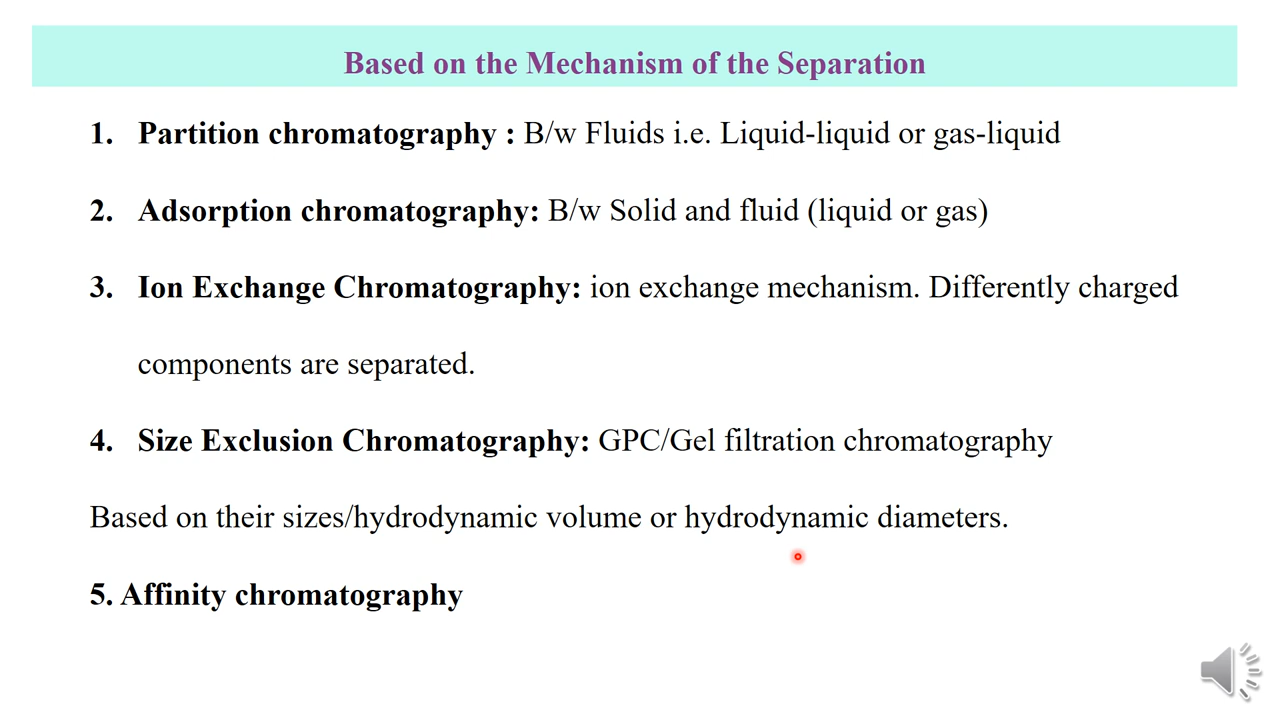 Based on the Mechanism of the Separation
1. Partition chromatography : B/w Fluids i.e. Liquid-liquid or gas-liquid
2. Adsorption chromatography: B/w Solid and fluid (liquid or gas)
3. Ion Exchange Chromatography: ion exchange mechanism. Differently charged
components are separated.
4. Size Exclusion Chromatography: GPC/Gel filtration chromatography
Based on their sizes/hydrodynamic volume or hydrodynamic diameters.
5. Affinity chromatography